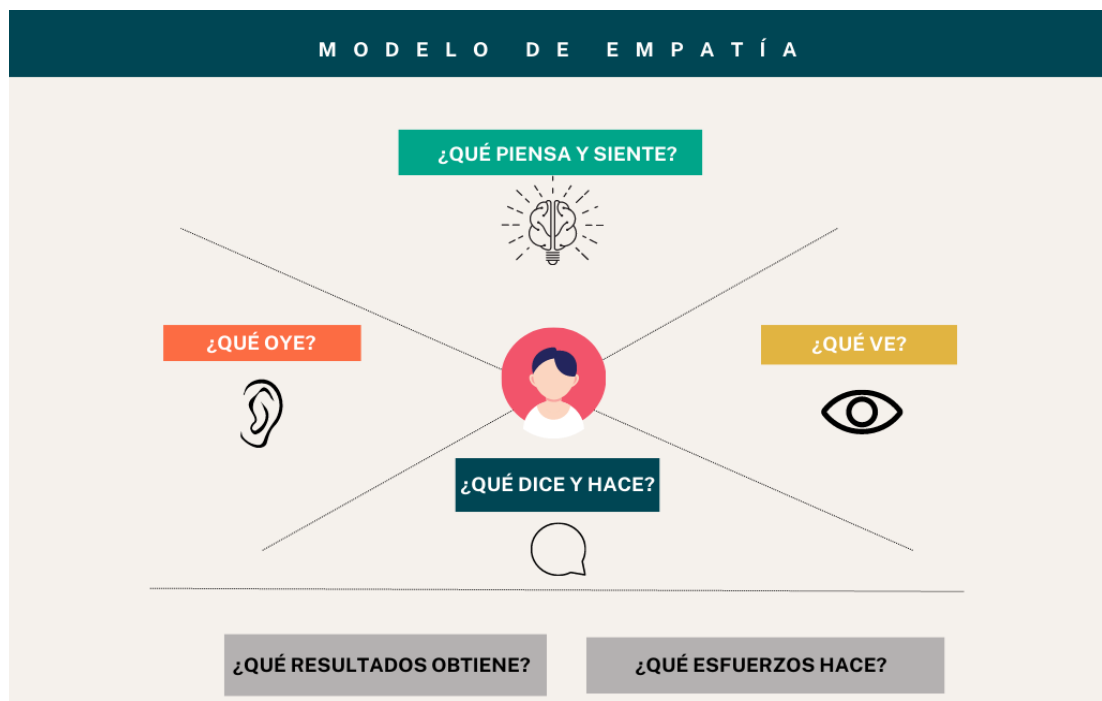 MODELO DE EMPATÍA
¿QUÉ PIENSA Y SIENTE?
¿QUÉ OYE?
¿QUÉ VE?
¿QUÉ DICE Y HACE?
¿QUÉ RESULTADOS OBTIENE?
¿QUÉ ESFUERZOS HACE?